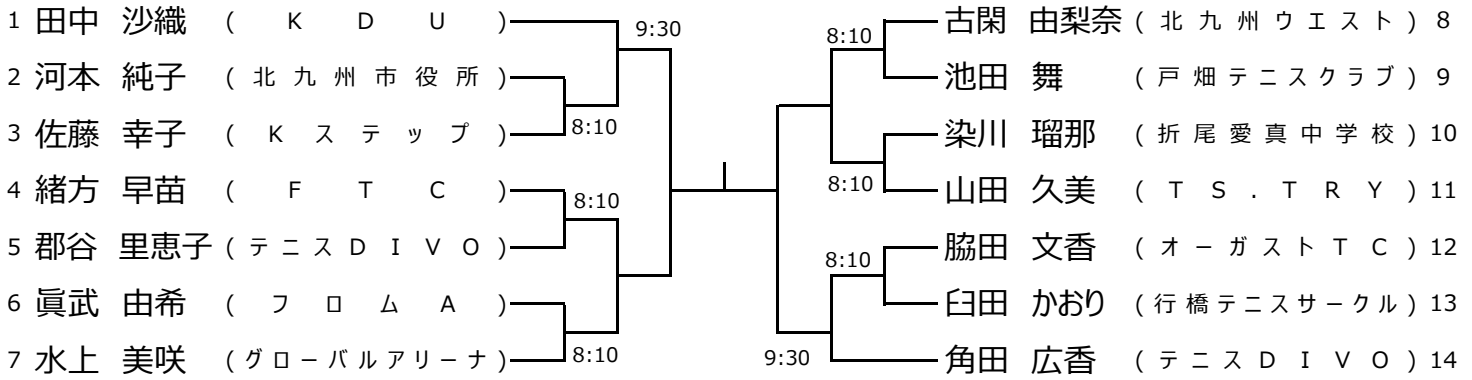 1 田中 沙織 ( K D U )
2 河本 純子 ( 北 九 州 市 役 所 )
3 佐藤 幸子 ( K ス テ ッ プ )
4 緒方 早苗 ( F T C )
5 郡谷 里恵子 ( テ ニ ス D I V O )
6 眞武 由希 ( フ ロ ム A )
7 水上 美咲 ( グ ロ ー バ ル ア リ ー ナ )
9:30
8:10
8:10
8:10
8:10
8:10
8:10
9:30
古閑 由梨奈 ( 北 九 州 ウ エ ス ト ) 8
池田 舞 ( 戸 畑 テ ニ ス ク ラ ブ ) 9
染川 瑠那 ( 折 尾 愛 真 中 学 校 ) 10
山田 久美 ( T S . T R Y ) 11
脇田 文香 ( オ ー ガ ス ト T C ) 12
臼田 かおり ( 行 橋 テ ニ ス サ ー ク ル ) 13
角田 広香 ( テ ニ ス D I V O ) 14